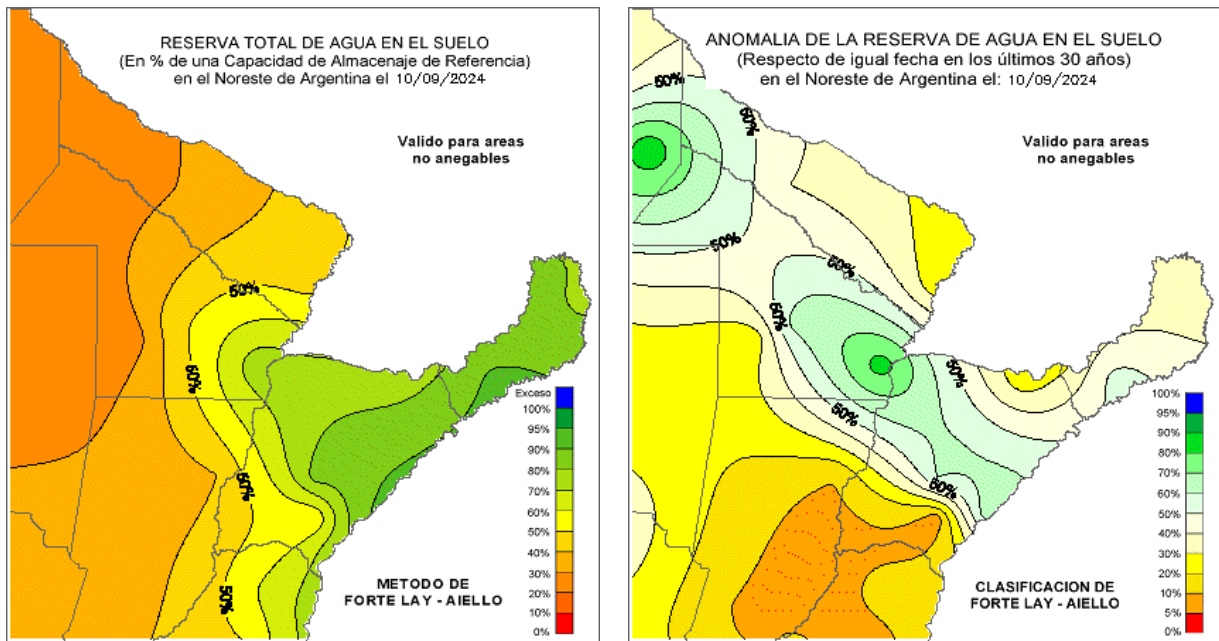 RESERVA TOTAL DE AGUA EN EL SUELO
(En % de una Capacidad de Almacenaje de Referencia)
en el Noreste de Argentina el 10/09/2024
Valido para areas
no anegables
50%
50%
50%
50%
Exceso
100%
95%
90%
80%
70%
60%
50%
40%
30%
20%
10%
0%
METODO DE
FORTE LAY - AIELLO
ANOMALIA DE LA RESERVA DE AGUA EN EL SUELO
(Respecto de igual fecha en los últimos 30 años)
en el Noreste de Argentina el: 10/09/2024
Valido para areas
no anegables
50%
50%
50%
50%
50%
50%
50%
100%
95%
90%
80%
70%
60%
50%
40%
30%
20%
10%
5%
0%
CLASIFICACION DE
FORTE LAY - AIELLO